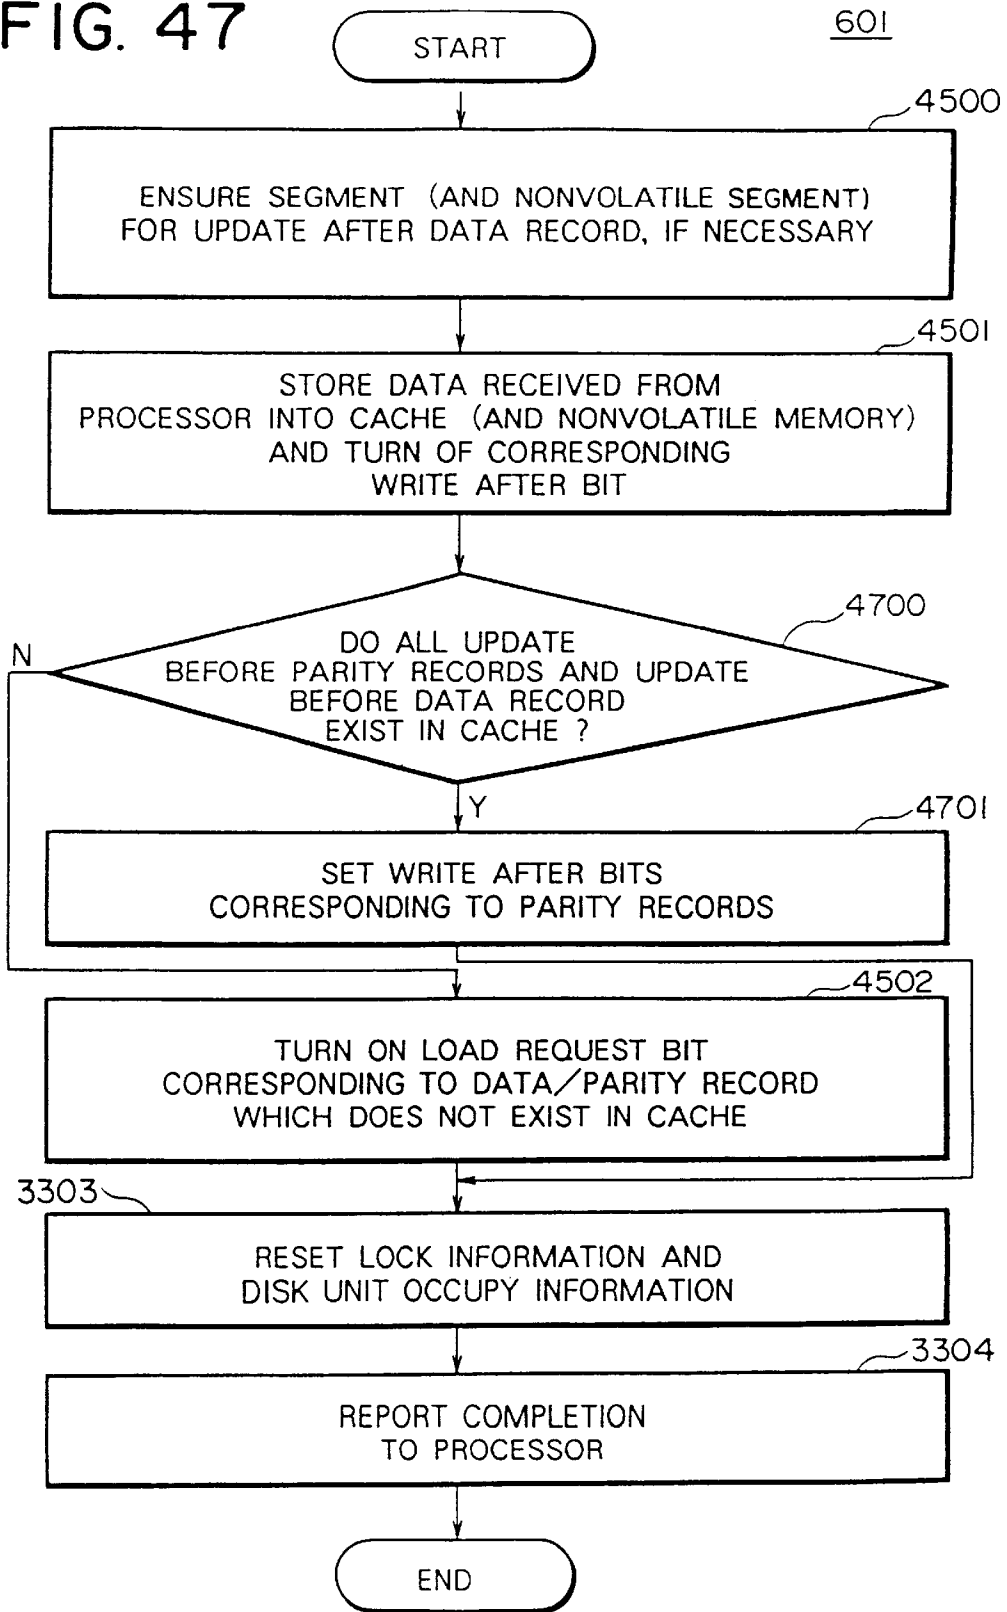 FIG. 47
601
START
4500
ENSURE SEGMENT (AND NONVOLATILE SEGMENT)
FOR UPDATE AFTER DATA RECORD, IF NECESSARY
4501
STORE DATA RECEIVED FROM
PROCESSOR INTO CACHE (AND NONVOLATILE MEMORY)
AND TURN OF CORRESPONDING
WRITE AFTER BIT
4700
N
DO ALL UPDATE
BEFORE PARITY RECORDS AND UPDATE
BEFORE DATA RECORD
EXIST IN CACHE ?
Y
4701
SET WRITE AFTER BITS
CORRESPONDING TO PARITY RECORDS
4502
TURN ON LOAD REQUEST BIT
CORRESPONDING TO DATA/PARITY RECORD
WHICH DOES NOT EXIST IN CACHE
3303
RESET LOCK INFORMATION AND
DISK UNIT OCCUPY INFORMATION
3304
REPORT COMPLETION
TO PROCESSOR
END